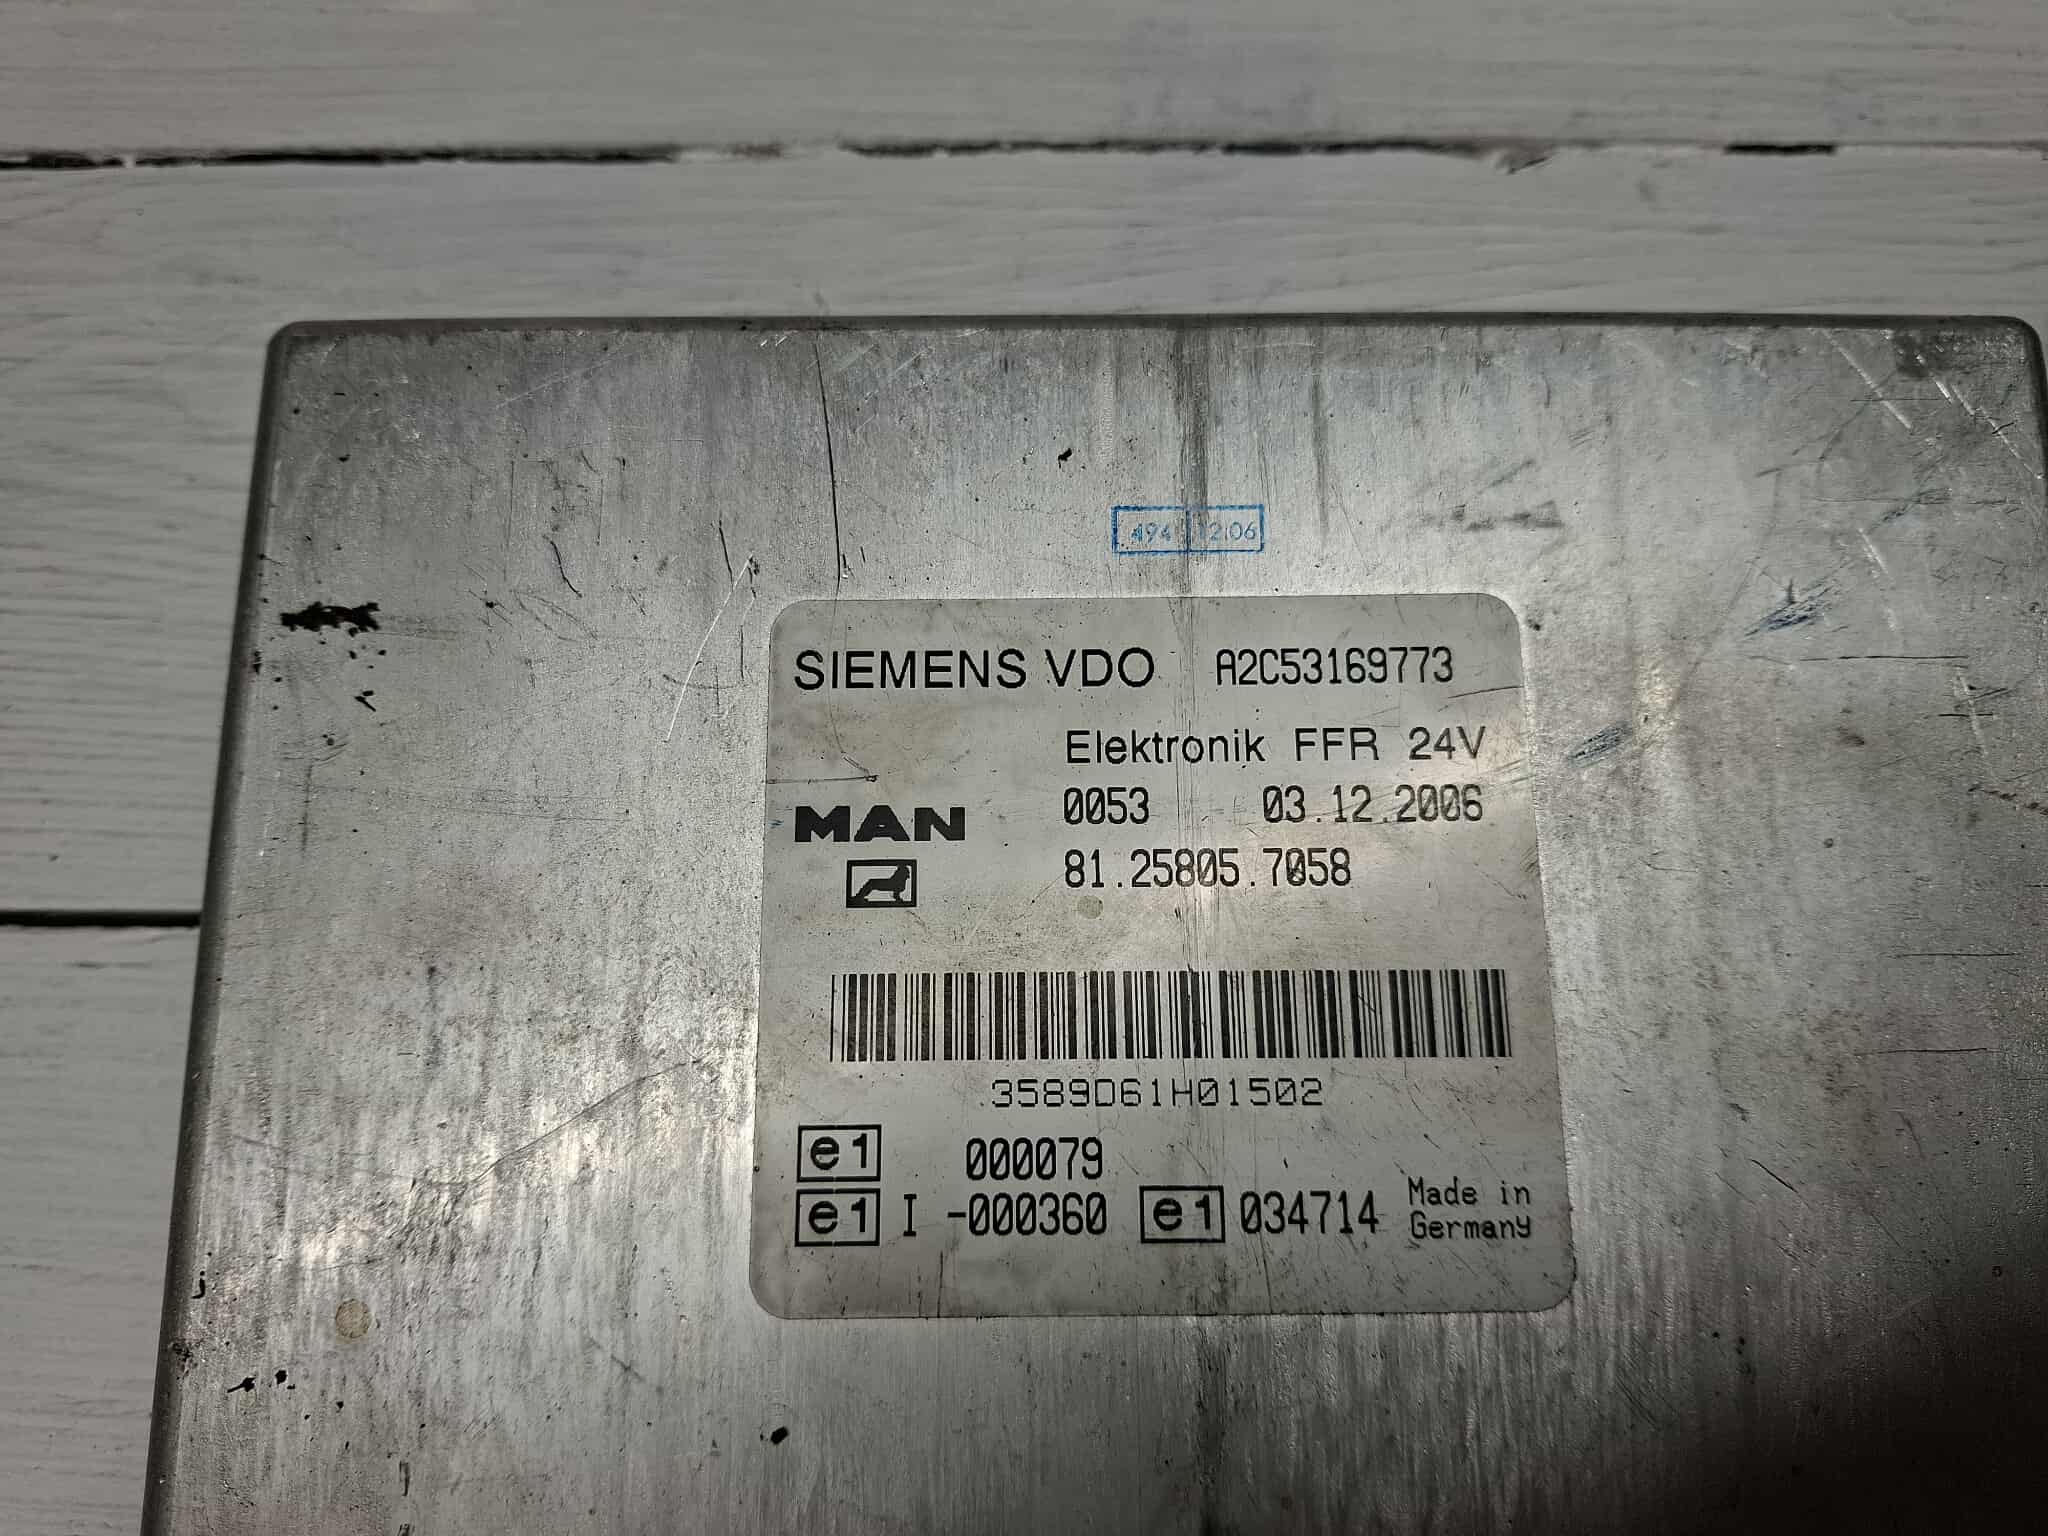 494 12.06
SIEMENS VDO A2C53169773
Elektronik FFR 24V
MAN
0053 03.12.2006
81.25805.7058
3589D61H01502
e1 000079
e1 I -000360 e1 034714 Made in
Germany